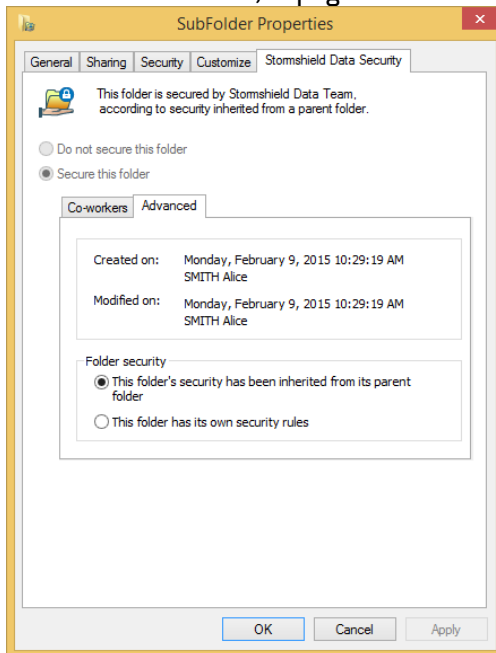 SubFolder Properties
General Sharing Security Customize Stormshield Data Security
This folder is secured by Stormshield Data Team,
according to security inherited from a parent folder.
Do not secure this folder
Secure this folder
Co-workers Advanced
Created on: Monday, February 9, 2015 10:29:19 AM
SMITH Alice
Modified on: Monday, February 9, 2015 10:29:19 AM
SMITH Alice
Folder security
This folder's security has been inherited from its parent
folder
This folder has its own security rules
OK Cancel Apply